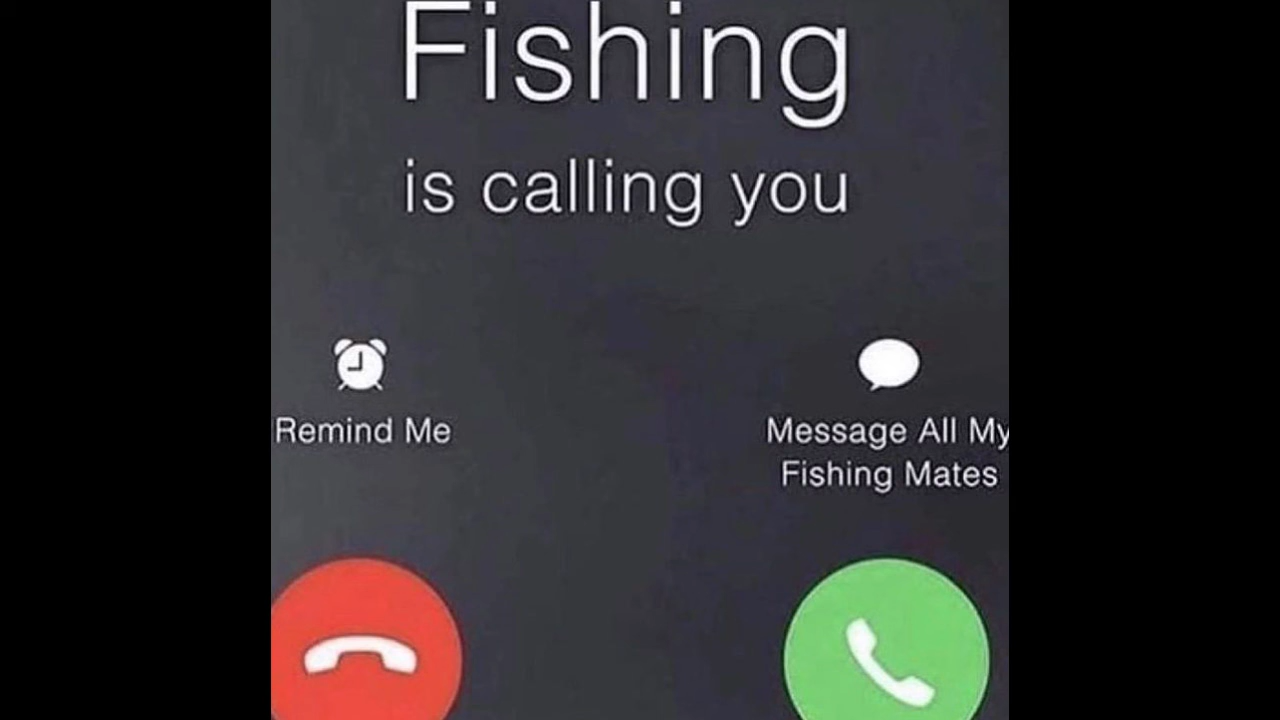 Fishing
is calling you
Remind Me
Message All My
Fishing Mates